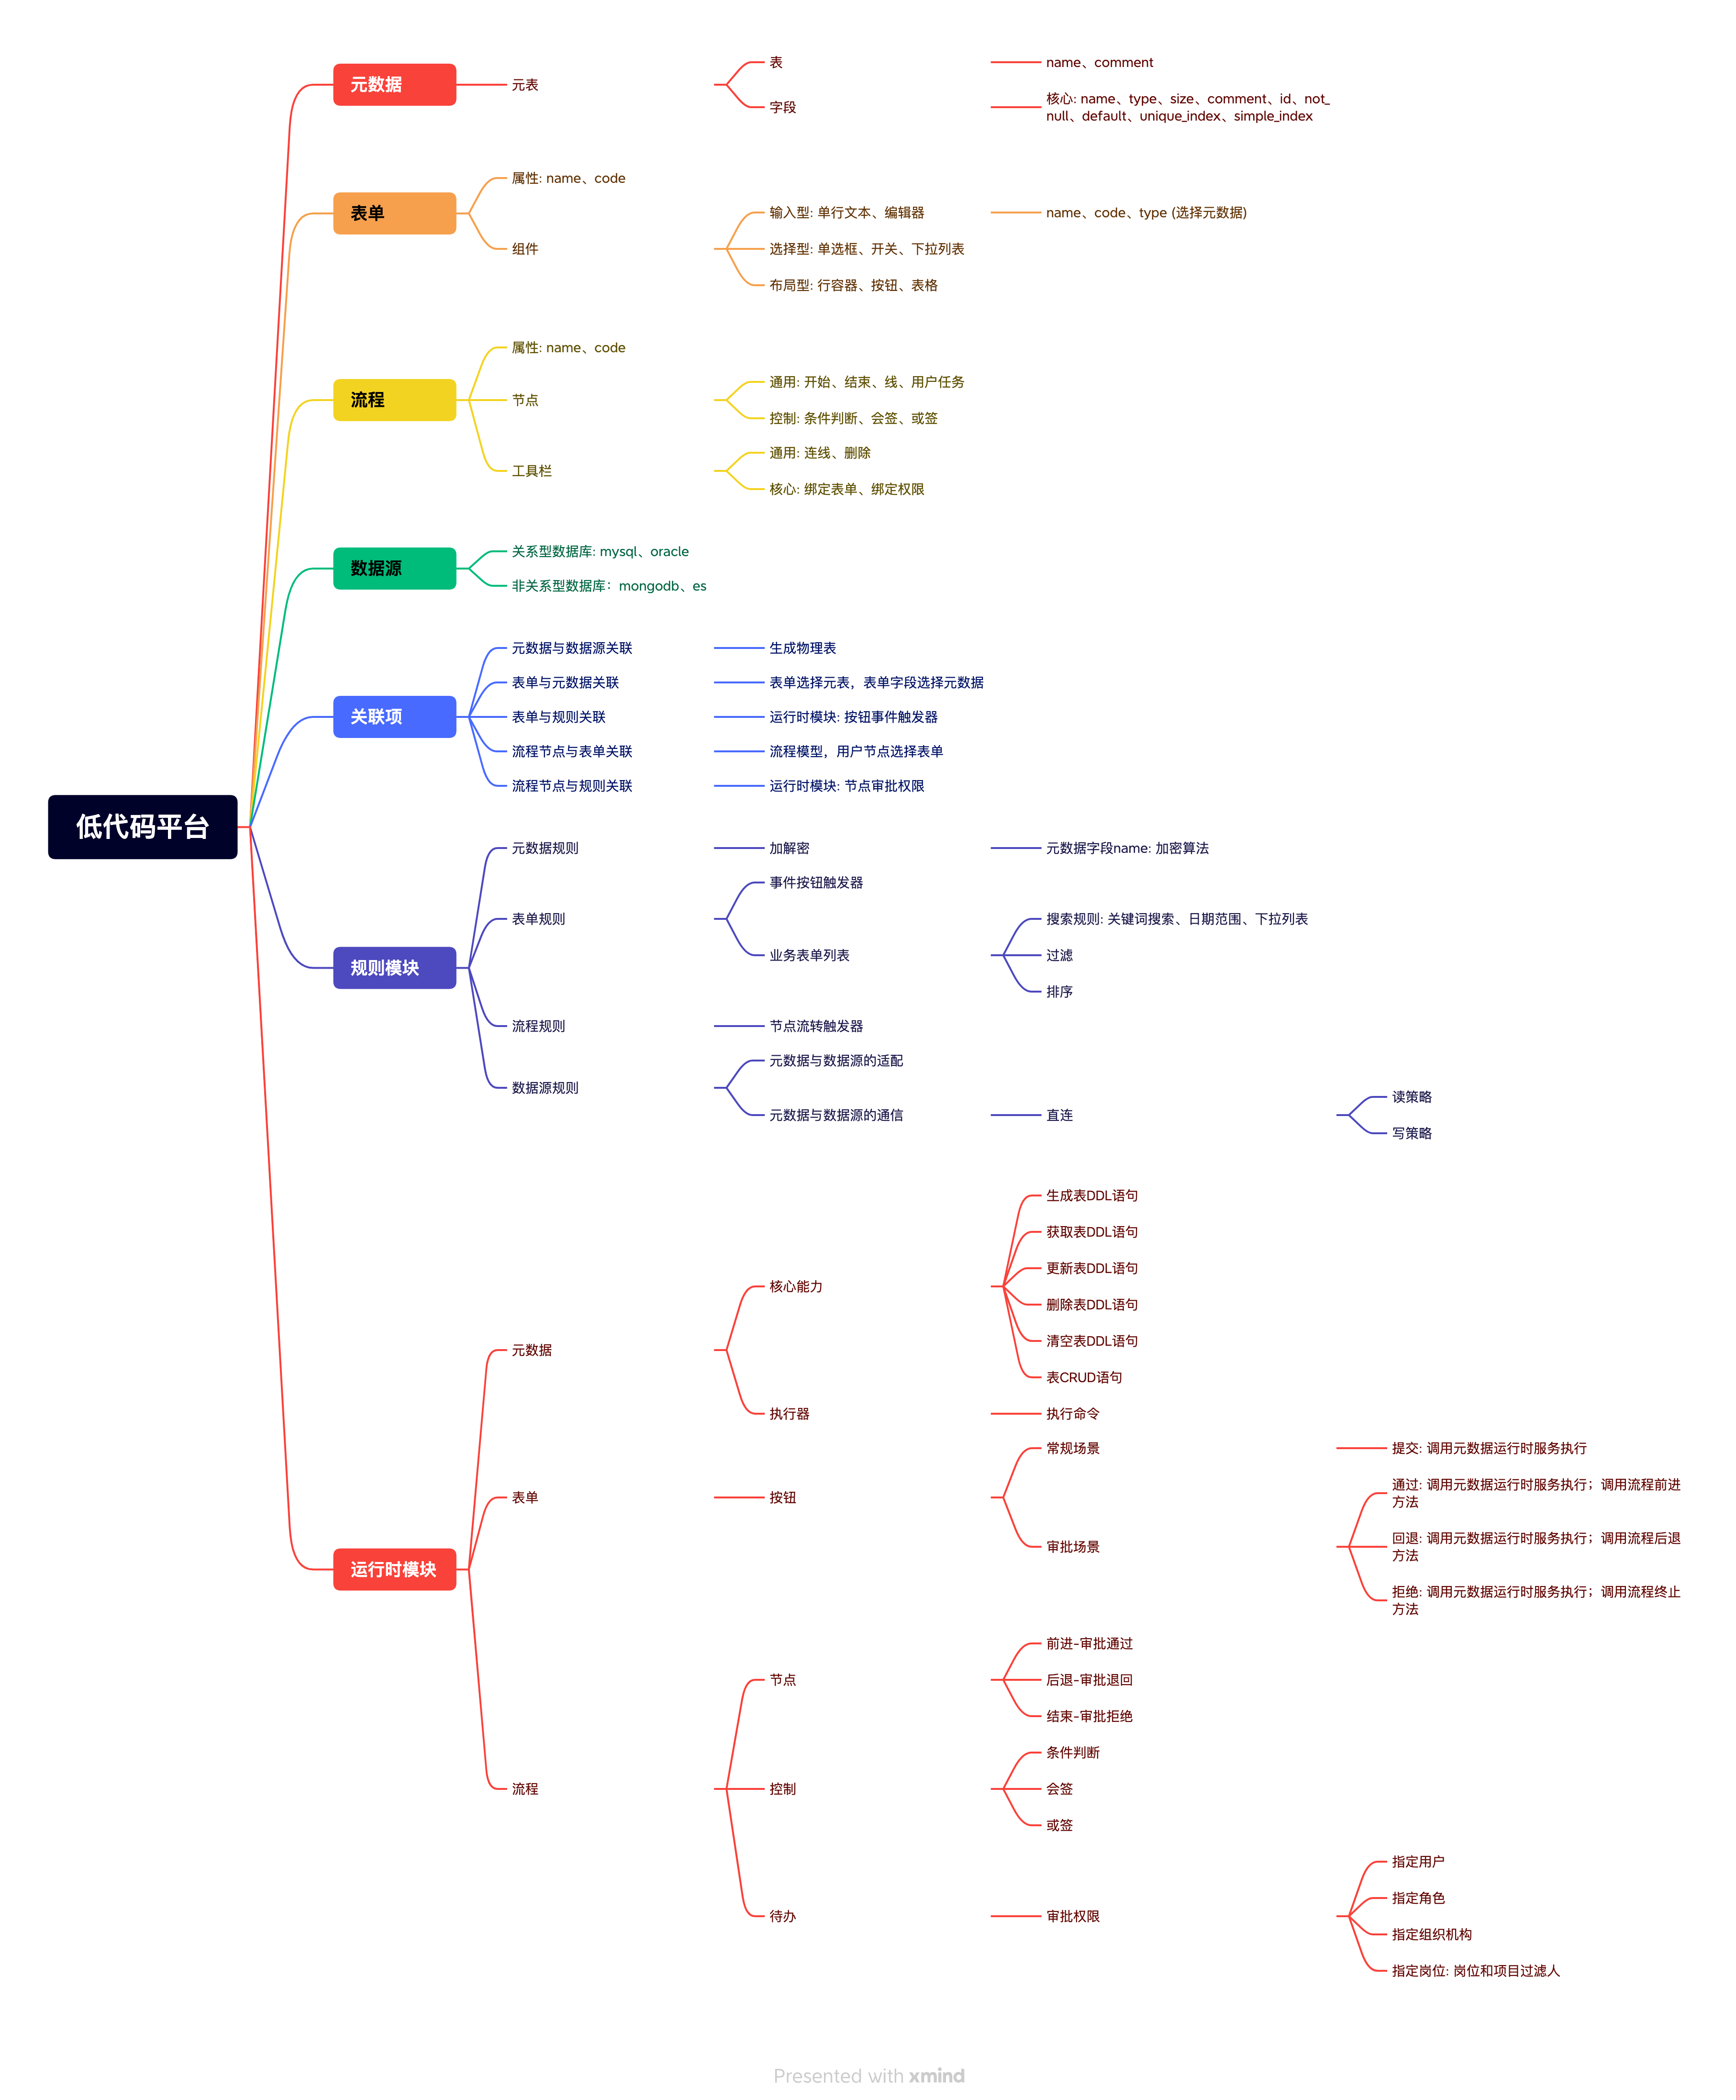 低代码平台
元数据
元表
表
name、comment
字段
核心: name、type、size、comment、id、not_
null、default、unique_index、simple_index
表单
属性: name、code
组件
输入型: 单行文本、编辑器
name、code、type (选择元数据)
选择型: 单选框、开关、下拉列表
布局型: 行容器、按钮、表格
流程
属性: name、code
节点
通用: 开始、结束、线、用户任务
控制: 条件判断、会签、或签
工具栏
通用: 连线、删除
核心: 绑定表单、绑定权限
数据源
关系型数据库: mysql、oracle
非关系型数据库：mongodb、es
关联项
元数据与数据源关联
生成物理表
表单与元数据关联
表单选择元表，表单字段选择元数据
表单与规则关联
运行时模块: 按钮事件触发器
流程节点与表单关联
流程模型，用户节点选择表单
流程节点与规则关联
运行时模块: 节点审批权限
规则模块
元数据规则
加解密
元数据字段name: 加密算法
表单规则
事件按钮触发器
业务表单列表
搜索规则: 关键词搜索、日期范围、下拉列表
过滤
排序
流程规则
节点流转触发器
数据源规则
元数据与数据源的适配
元数据与数据源的通信
直连
读策略
写策略
运行时模块
元数据
核心能力
生成表DDL语句
获取表DDL语句
更新表DDL语句
删除表DDL语句
清空表DDL语句
表CRUD语句
执行器
执行命令
表单
按钮
常规场景
提交: 调用元数据运行时服务执行
审批场景
通过: 调用元数据运行时服务执行；调用流程前进
方法
回退: 调用元数据运行时服务执行；调用流程后退
方法
拒绝: 调用元数据运行时服务执行；调用流程终止
方法
流程
节点
前进-审批通过
后退-审批退回
结束-审批拒绝
控制
条件判断
会签
或签
待办
审批权限
指定用户
指定角色
指定组织机构
指定岗位: 岗位和项目过滤人
Presented with xmind